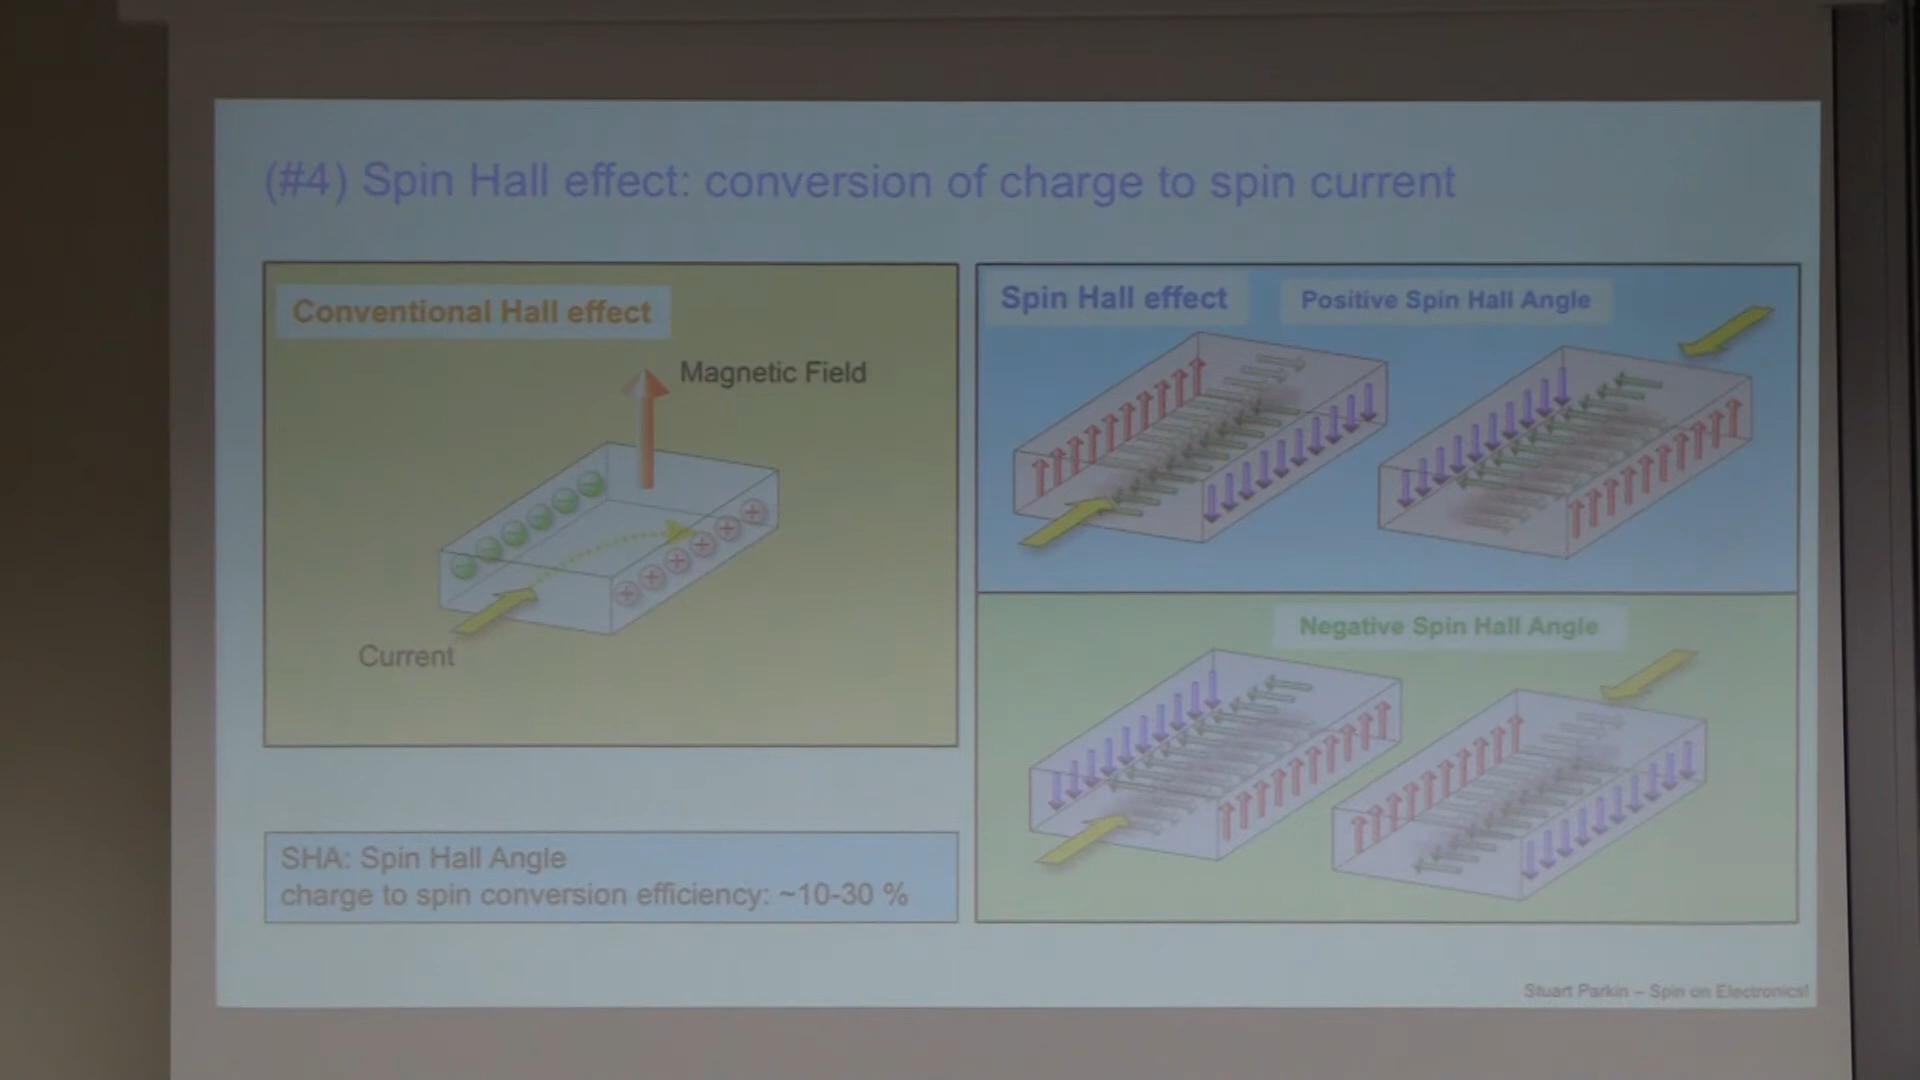 (#4) Spin Hall effect: conversion of charge to spin current
Conventional Hall effect
Magnetic Field
Current
SHA: Spin Hall Angle
charge to spin conversion efficiency: ~10-30 %
Spin Hall effect
Positive Spin Hall Angle
Negative Spin Hall Angle
Stuart Parkin – Spin on Electronics!